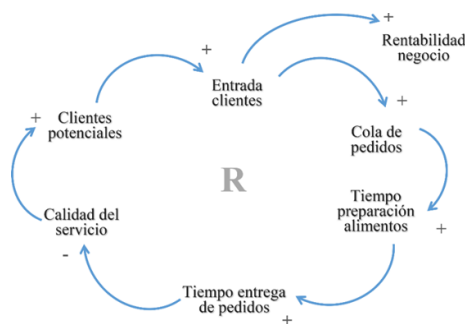 +
Rentabilidad
negocio
+
Entrada
clientes
+
Cola de
pedidos
+
Clientes
potenciales
R
Tiempo
preparación
alimentos
+
Calidad del
servicio
-
Tiempo entrega
de pedidos
+